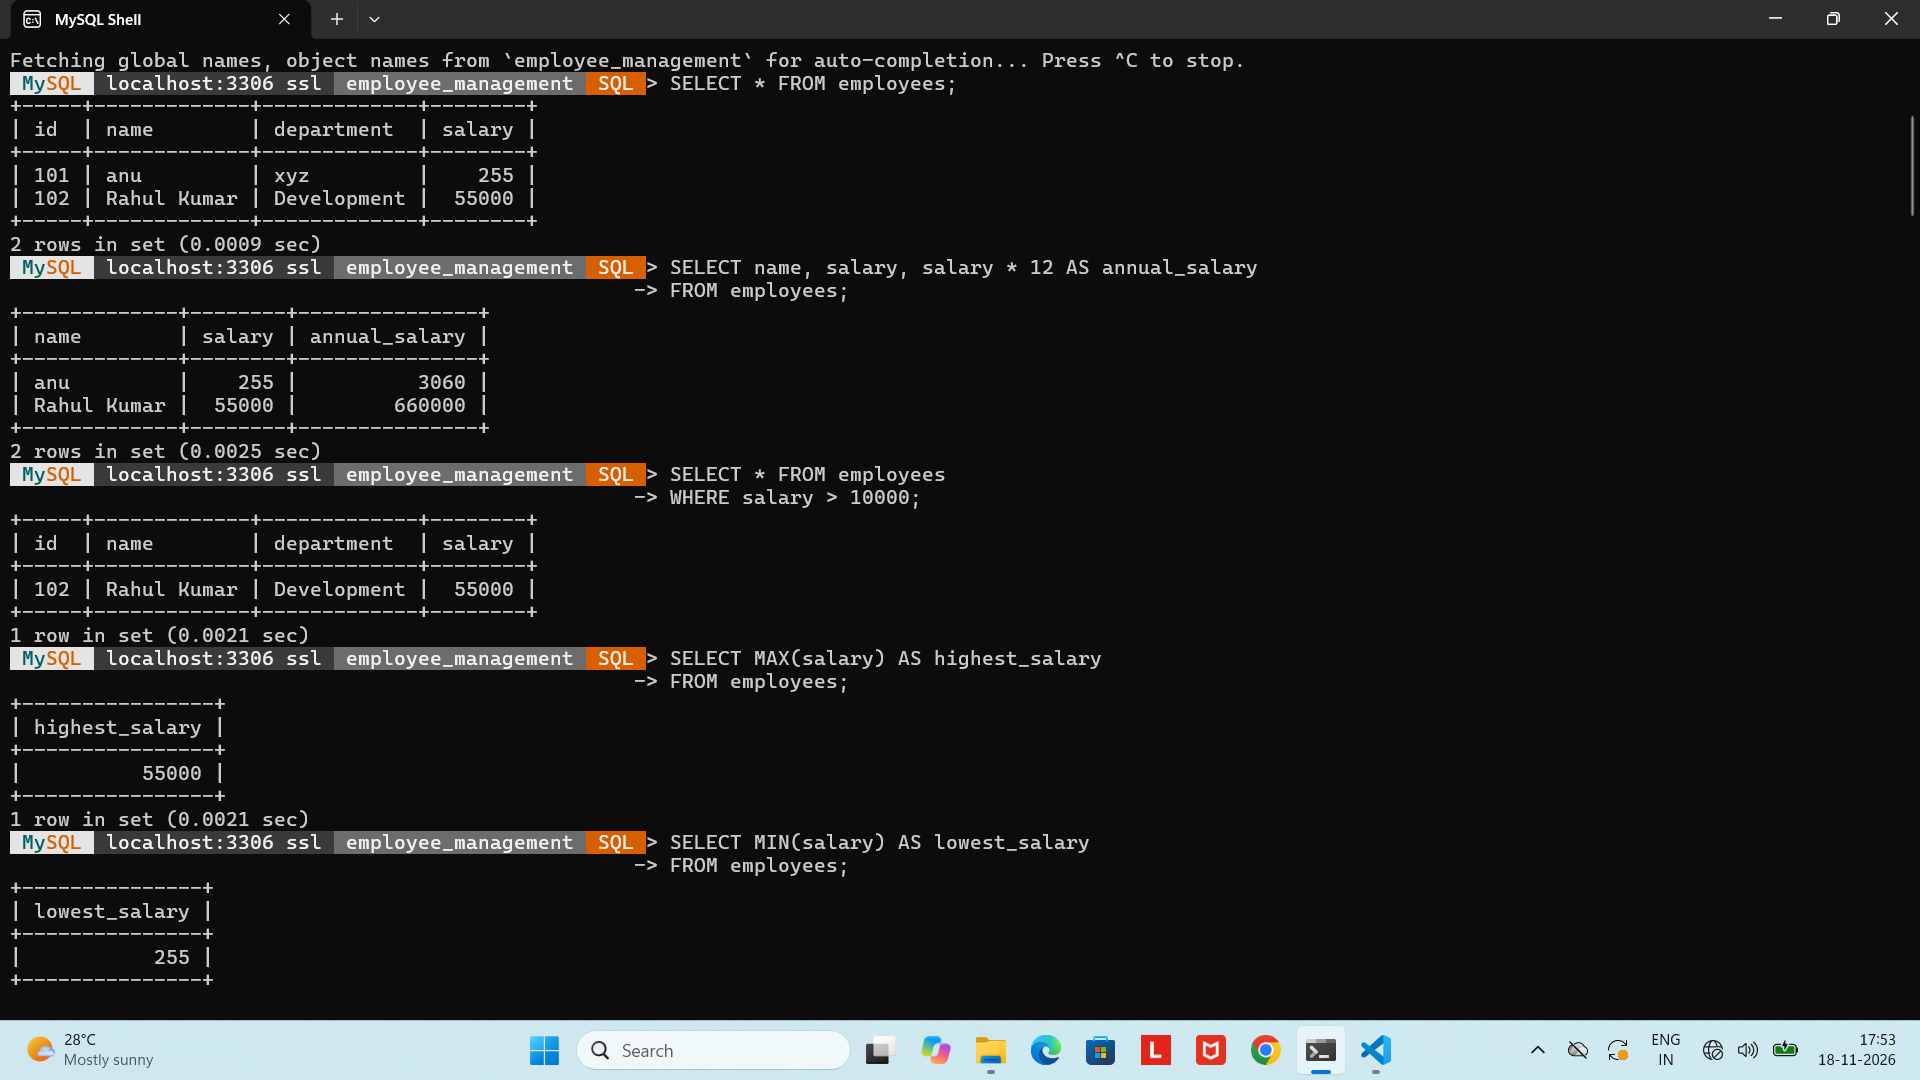 MySQL Shell
Fetching global names, object names from `employee_management` for auto-completion... Press ^C to stop.
MySQL localhost:3306 ssl employee_management SQL > SELECT * FROM employees;
+-----+-------------+-------------+--------+
| id  | name        | department  | salary |
+-----+-------------+-------------+--------+
| 101 | anu         | xyz         |    255 |
| 102 | Rahul Kumar | Development |  55000 |
+-----+-------------+-------------+--------+
2 rows in set (0.0009 sec)
MySQL localhost:3306 ssl employee_management SQL > SELECT name, salary, salary * 12 AS annual_salary
-> FROM employees;
+-------------+--------+---------------+
| name        | salary | annual_salary |
+-------------+--------+---------------+
| anu         |    255 |          3060 |
| Rahul Kumar |  55000 |        660000 |
+-------------+--------+---------------+
2 rows in set (0.0025 sec)
MySQL localhost:3306 ssl employee_management SQL > SELECT * FROM employees
-> WHERE salary > 10000;
+-----+-------------+-------------+--------+
| id  | name        | department  | salary |
+-----+-------------+-------------+--------+
| 102 | Rahul Kumar | Development |  55000 |
+-----+-------------+-------------+--------+
1 row in set (0.0021 sec)
MySQL localhost:3306 ssl employee_management SQL > SELECT MAX(salary) AS highest_salary
-> FROM employees;
+----------------+
| highest_salary |
+----------------+
|          55000 |
+----------------+
1 row in set (0.0021 sec)
MySQL localhost:3306 ssl employee_management SQL > SELECT MIN(salary) AS lowest_salary
-> FROM employees;
+---------------+
| lowest_salary |
+---------------+
|           255 |
+---------------+
28°C
Mostly sunny
Search
L
ENG
IN
17:53
18-11-2026